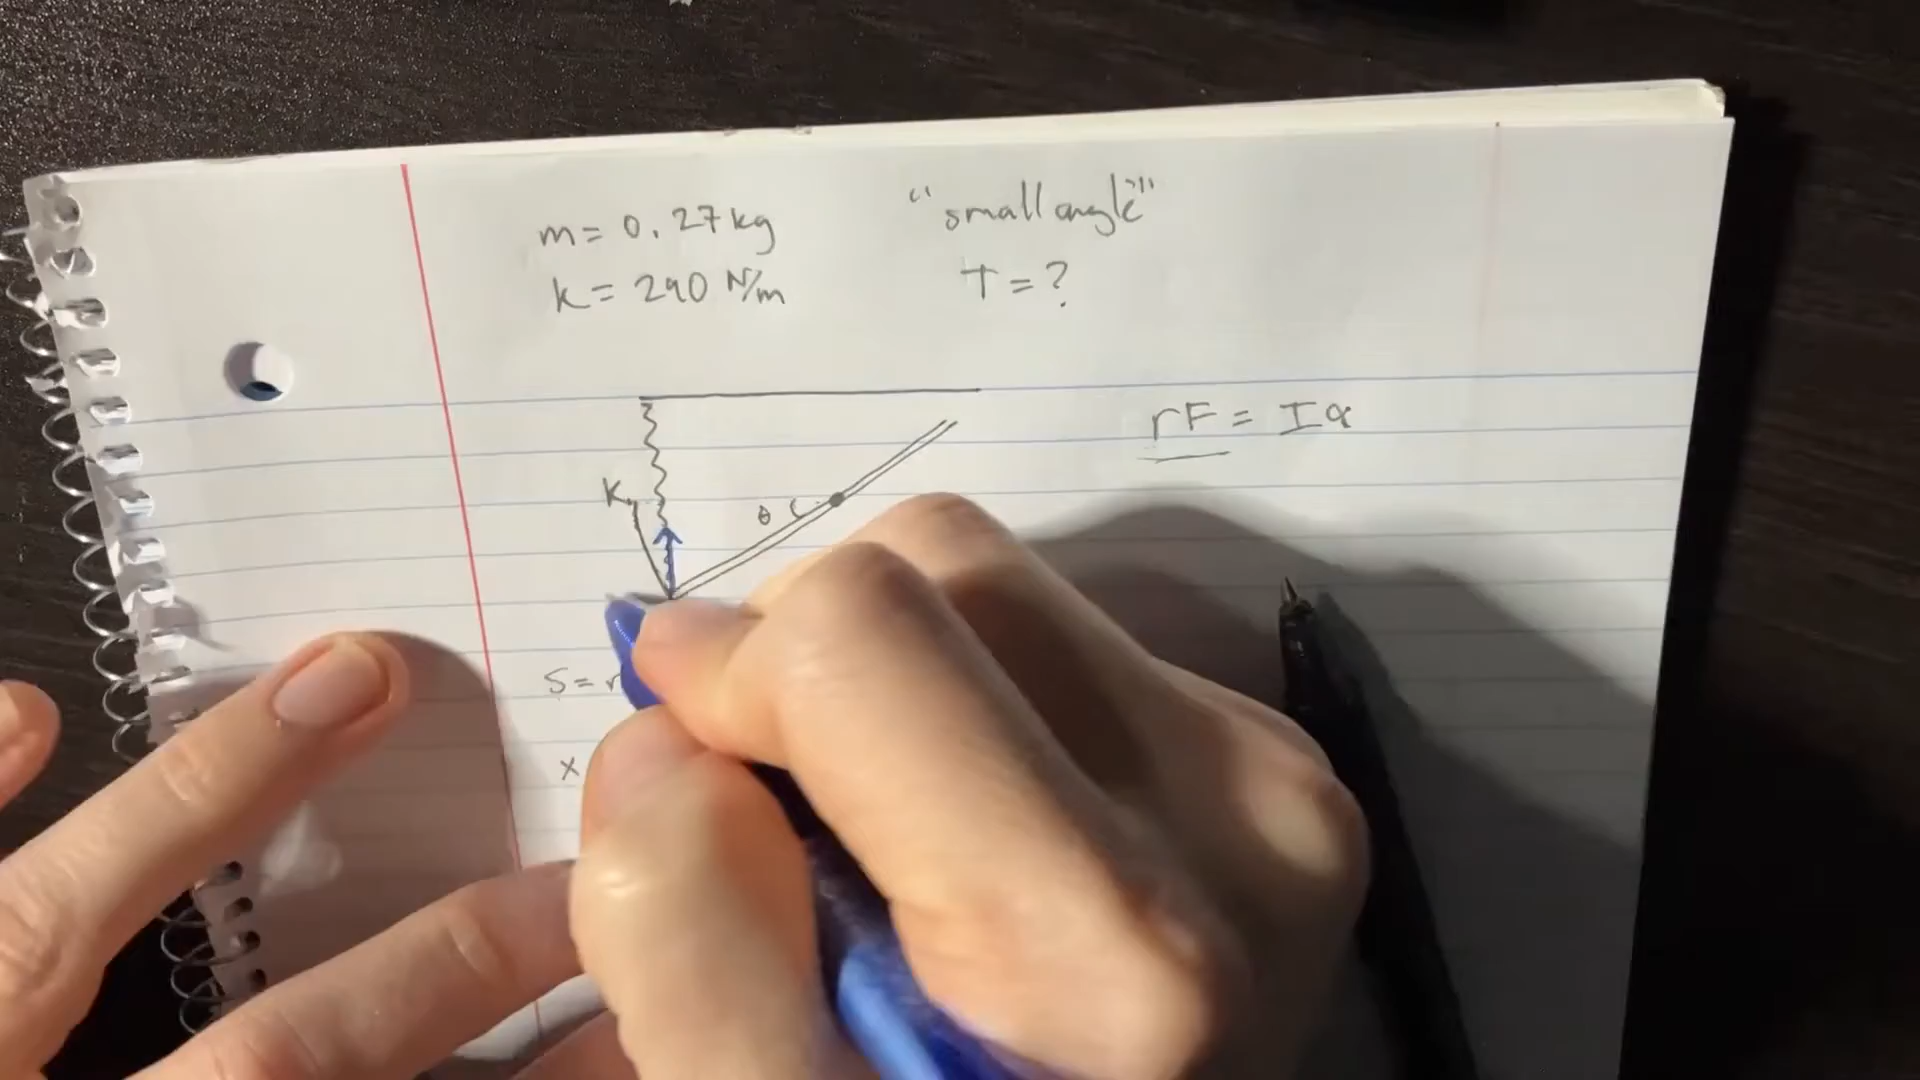 m = 0.27 kg
k = 290 N/m
"small angle"
T = ?
rF = Iα
K
θ
S = r
x